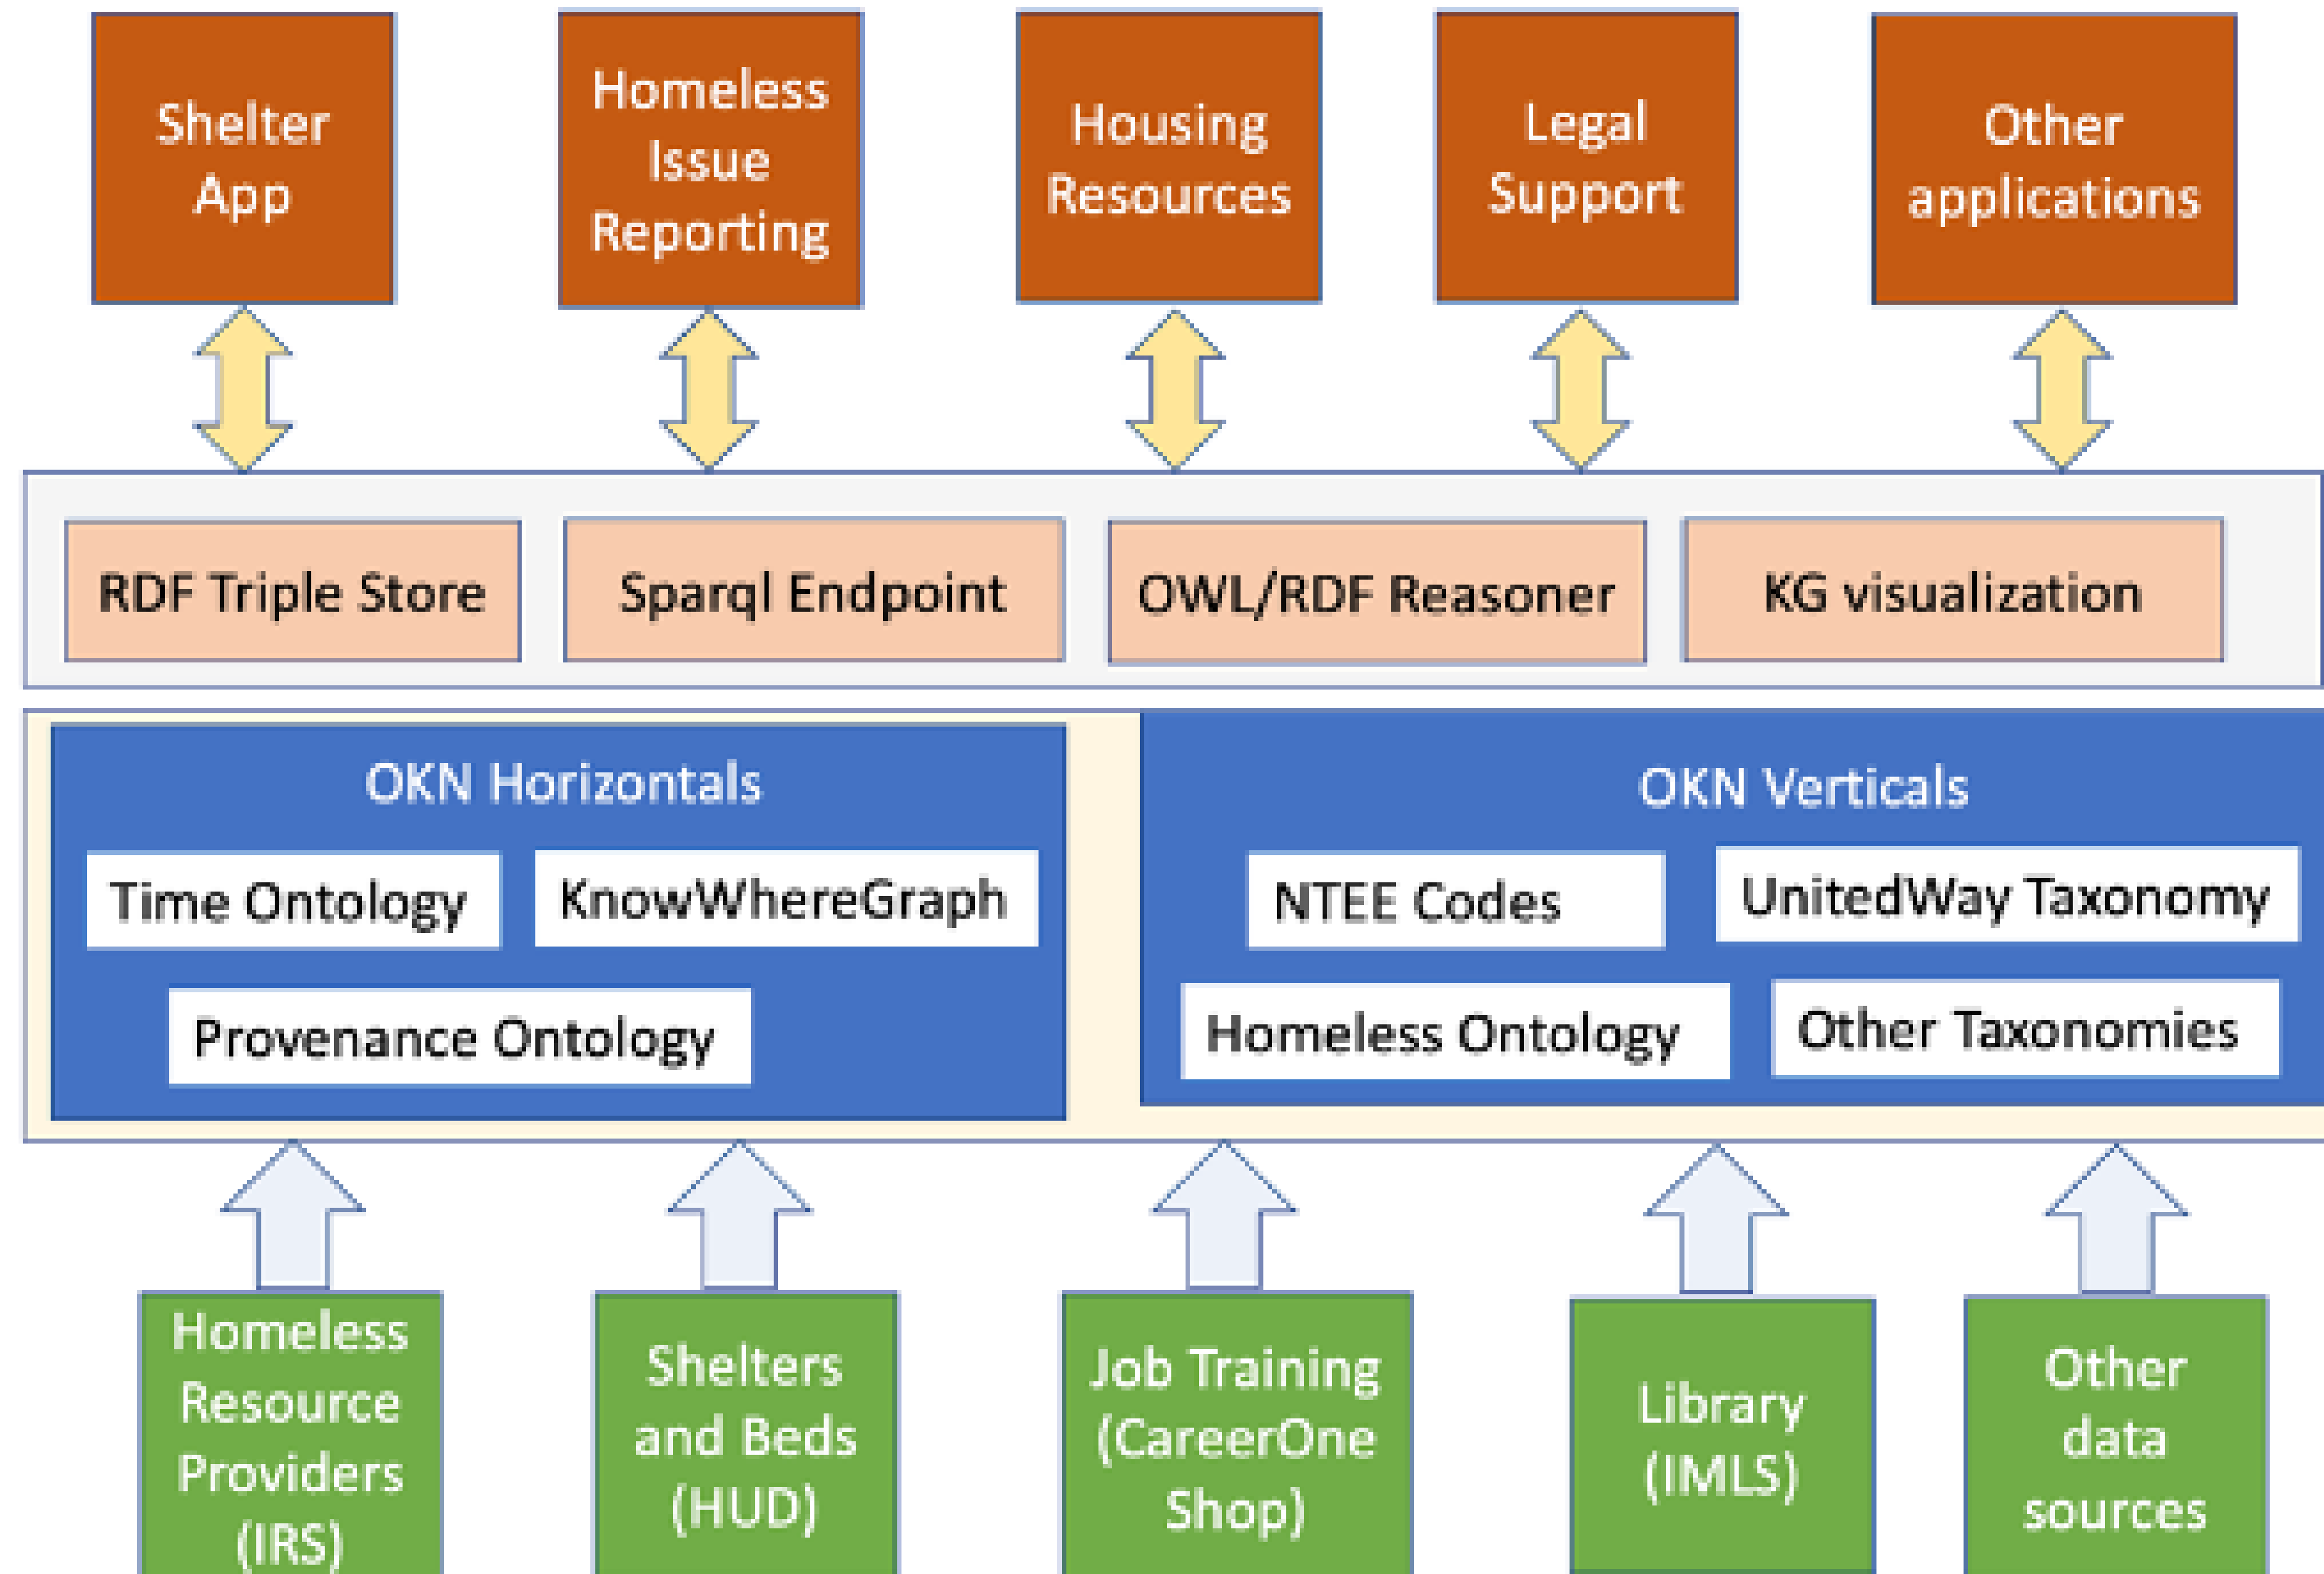 Shelter
App
Homeless
Issue
Reporting
Housing
Resources
Legal
Support
Other
applications
RDF Triple Store
Sparql Endpoint
OWL/RDF Reasoner
KG visualization
OKN Horizontals
Time Ontology
KnowWhereGraph
Provenance Ontology
OKN Verticals
NTEE Codes
UnitedWay Taxonomy
Homeless Ontology
Other Taxonomies
Homeless
Resource
Providers
(IRS)
Shelters
and Beds
(HUD)
Job Training
(CareerOne
Shop)
Library
(IMLS)
Other
data
sources